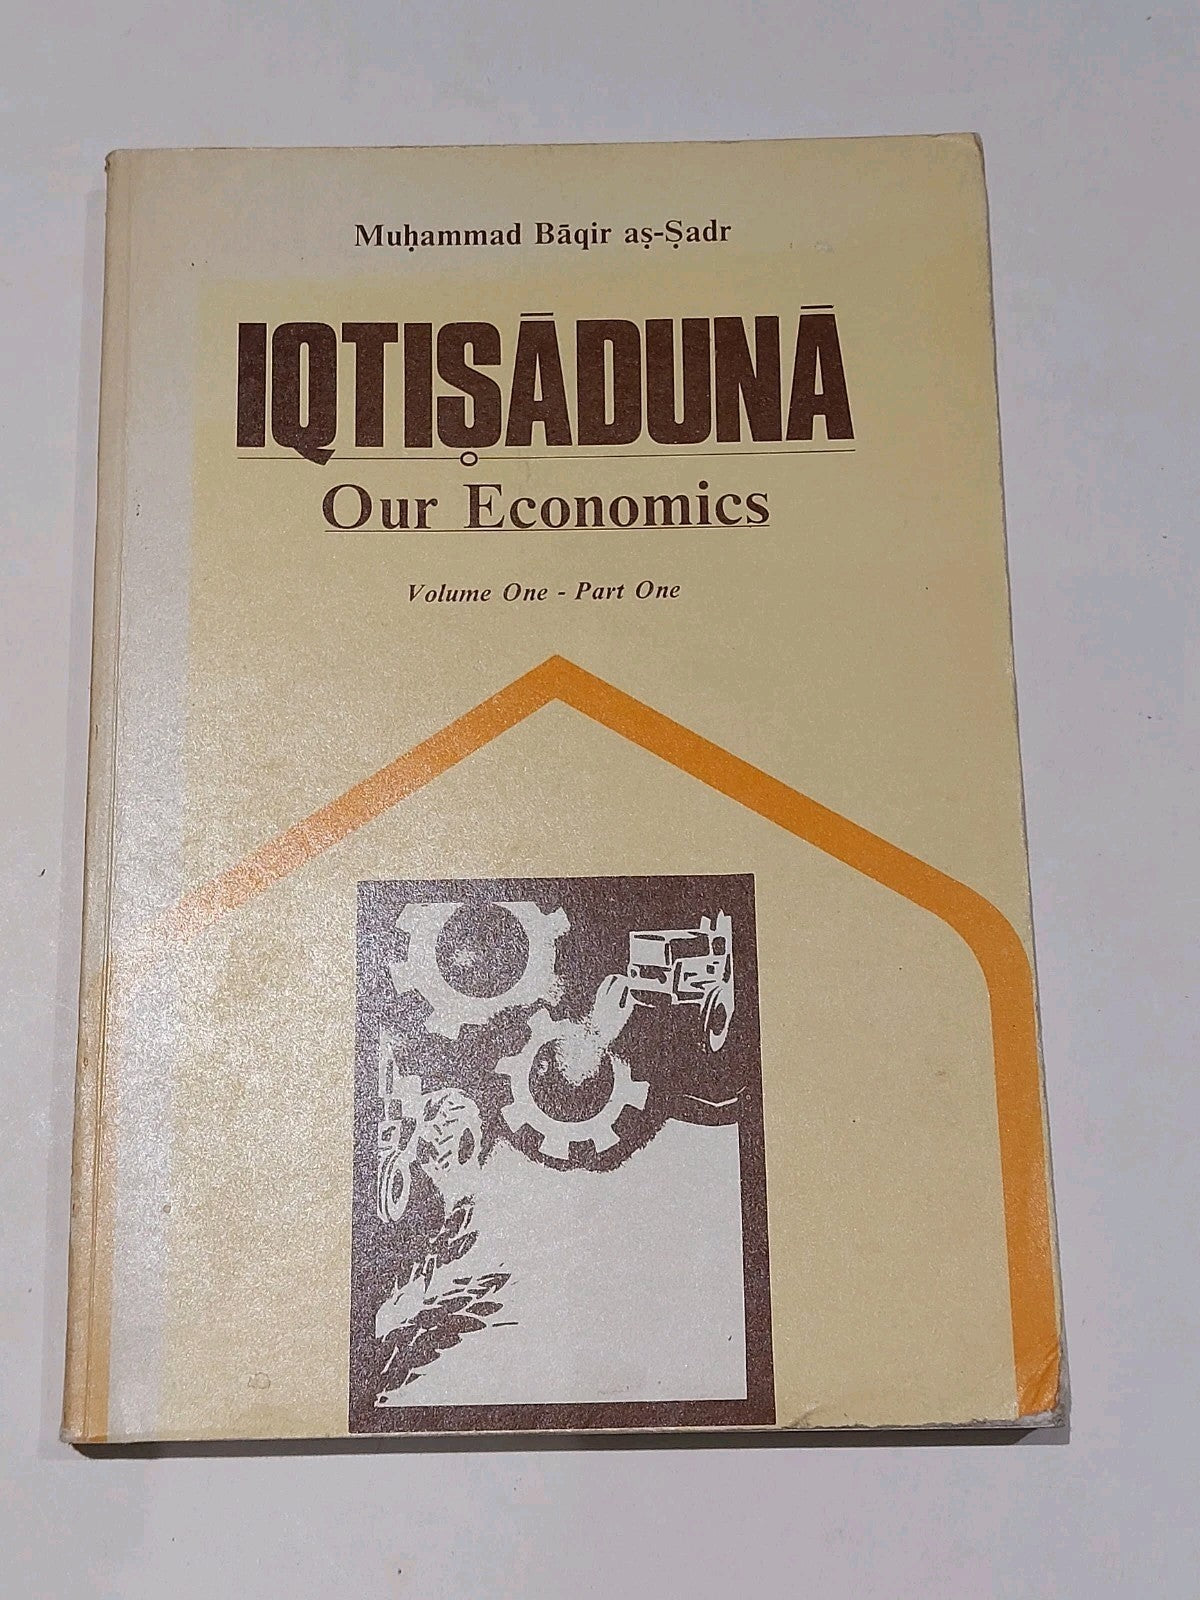 Muḥammad Bāqir aṣ-Ṣadr
IQTIṢĀDUNĀ
Our Economics
Volume One - Part One